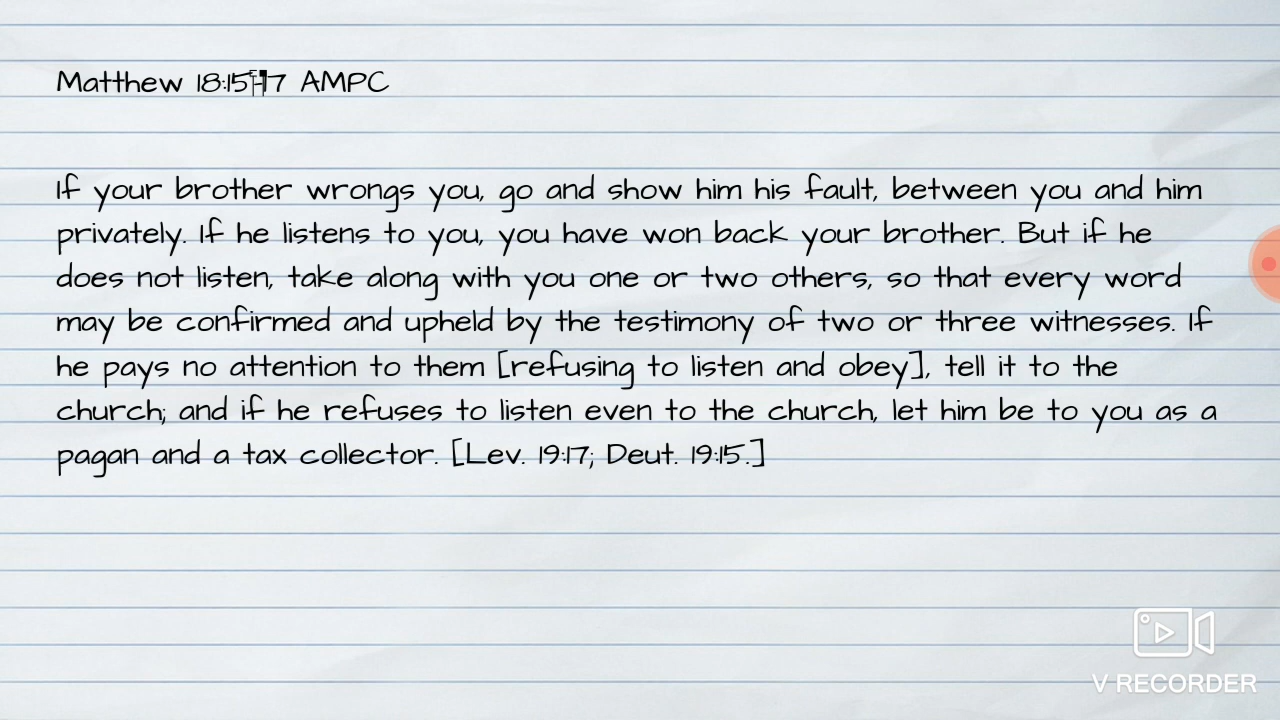 Matthew 18:15-17 AMPC
If your brother wrongs you, go and show him his fault, between you and him
privately. If he listens to you, you have won back your brother. But if he
does not listen, take along with you one or two others, so that every word
may be confirmed and upheld by the testimony of two or three witnesses. If
he pays no attention to them [refusing to listen and obey], tell it to the
church; and if he refuses to listen even to the church, let him be to you as a
pagan and a tax collector. [Lev. 19:17; Deut. 19:15.]
V RECORDER